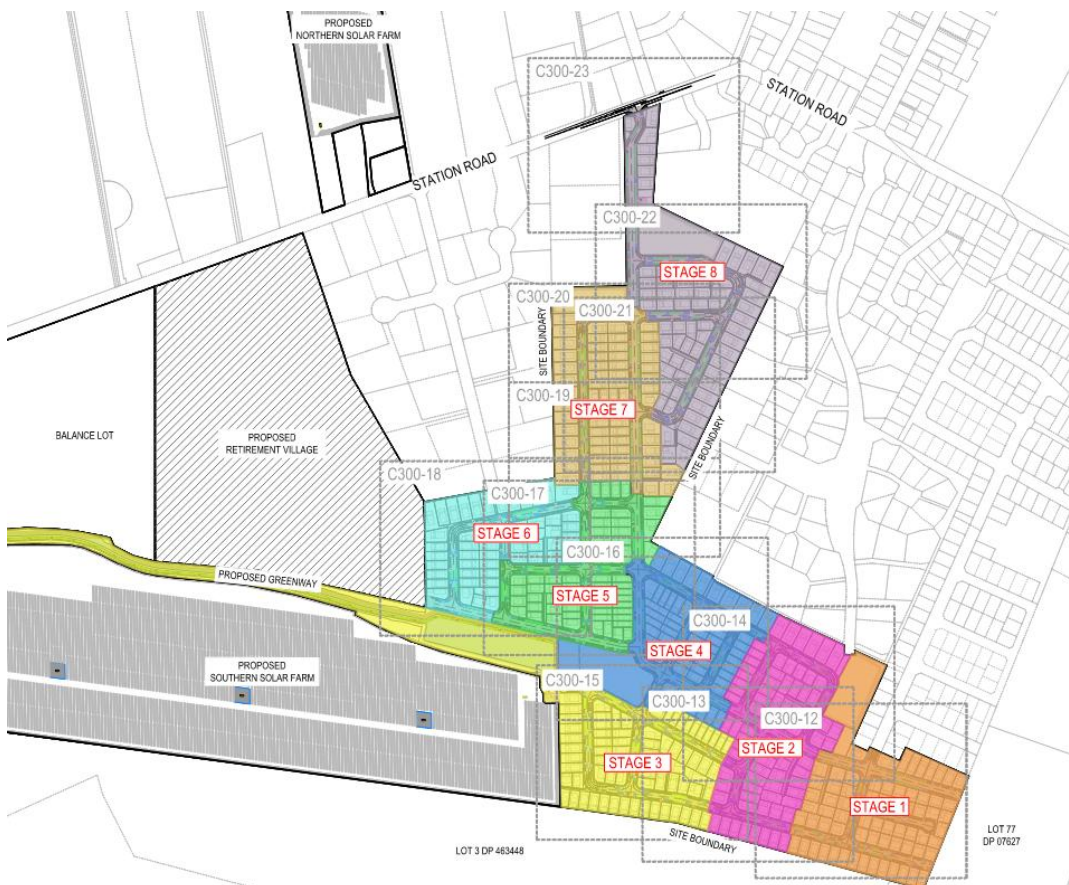 PROPOSED
NORTHERN SOLAR FARM
C300-23
STATION ROAD
STATION ROAD
C300-22
STAGE 8
C300-20
C300-21
SITE BOUNDARY
C300-19
STAGE 7
BALANCE LOT
PROPOSED
RETIREMENT VILLAGE
SITE BOUNDARY
C300-18
C300-17
STAGE 6
C300-16
PROPOSED GREENWAY
STAGE 5
C300-14
STAGE 4
PROPOSED
SOUTHERN SOLAR FARM
C300-15
C300-13
C300-12
STAGE 2
STAGE 3
STAGE 1
SITE BOUNDARY
LOT 3 DP 463448
LOT 77
DP 07627